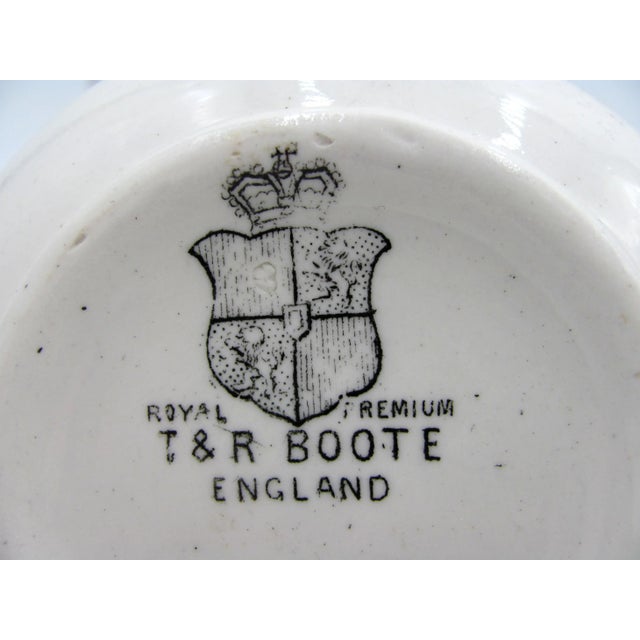 ROYAL PREMIUM
T & R BOOTE
ENGLAND